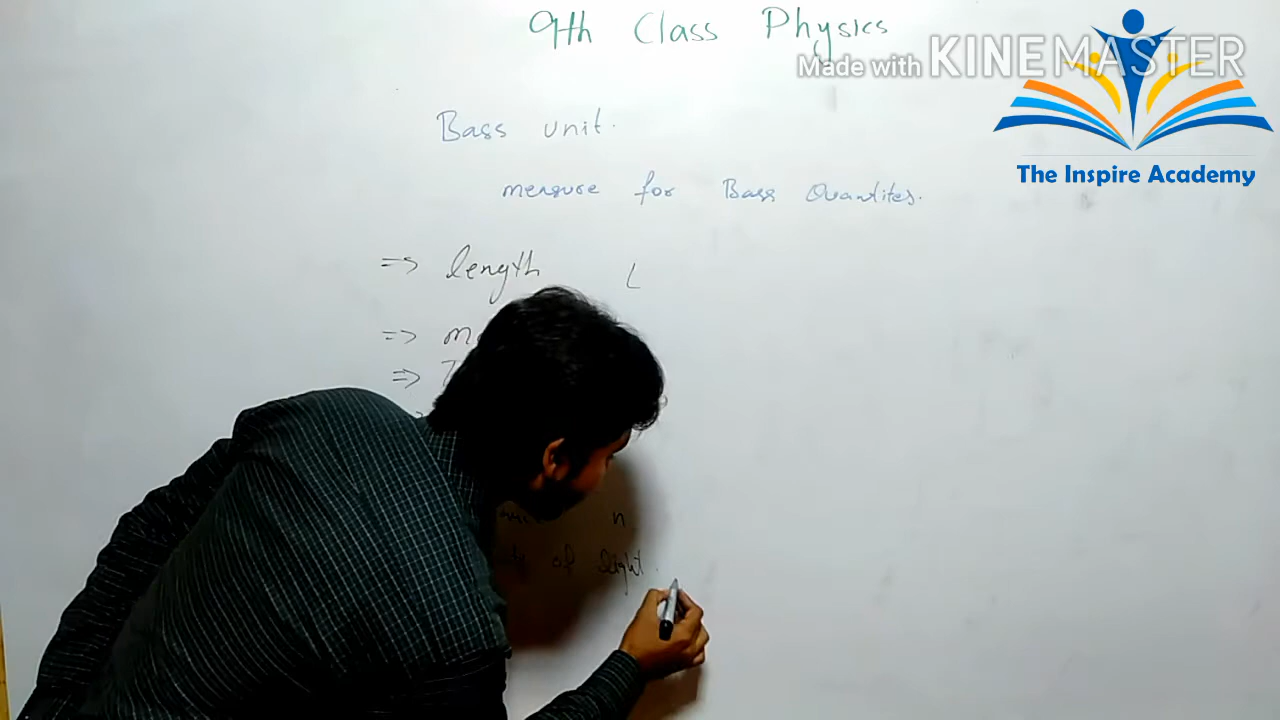 9th Class Physics
Made with KINEMASTER
The Inspire Academy
Bass unit.
measure for Bass Quantites.
=> length L
=>
=>
n
of light